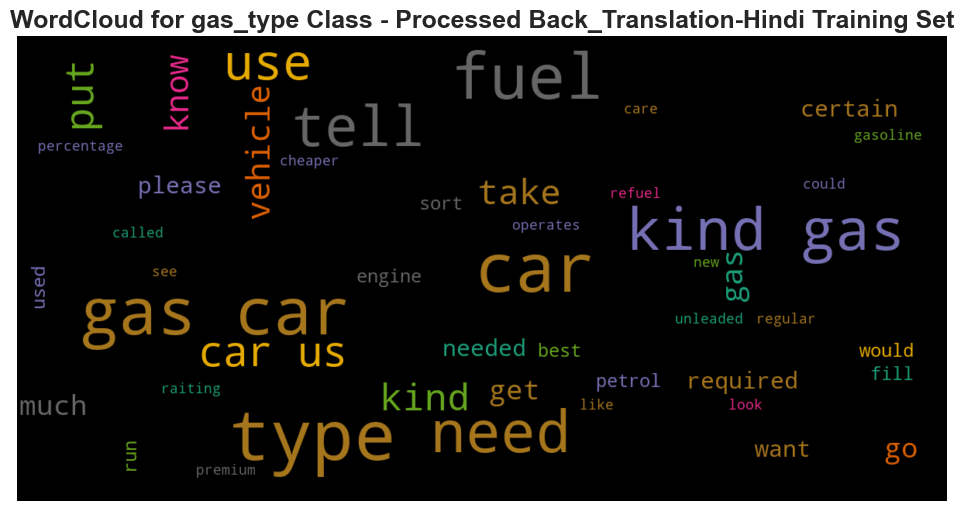 WordCloud for gas_type Class - Processed Back_Translation-Hindi Training Set
put
know
use
fuel
tell
vehicle
care
certain
gasoline
percentage
cheaper
please
take
sort
refuel
could
called
operates
kind gas
used
see
engine
car
new
gas
gas car
unleaded
regular
car us
needed
best
would
fill
much
raiting
kind
get
petrol
required
like
look
type
need
run
premium
want
go